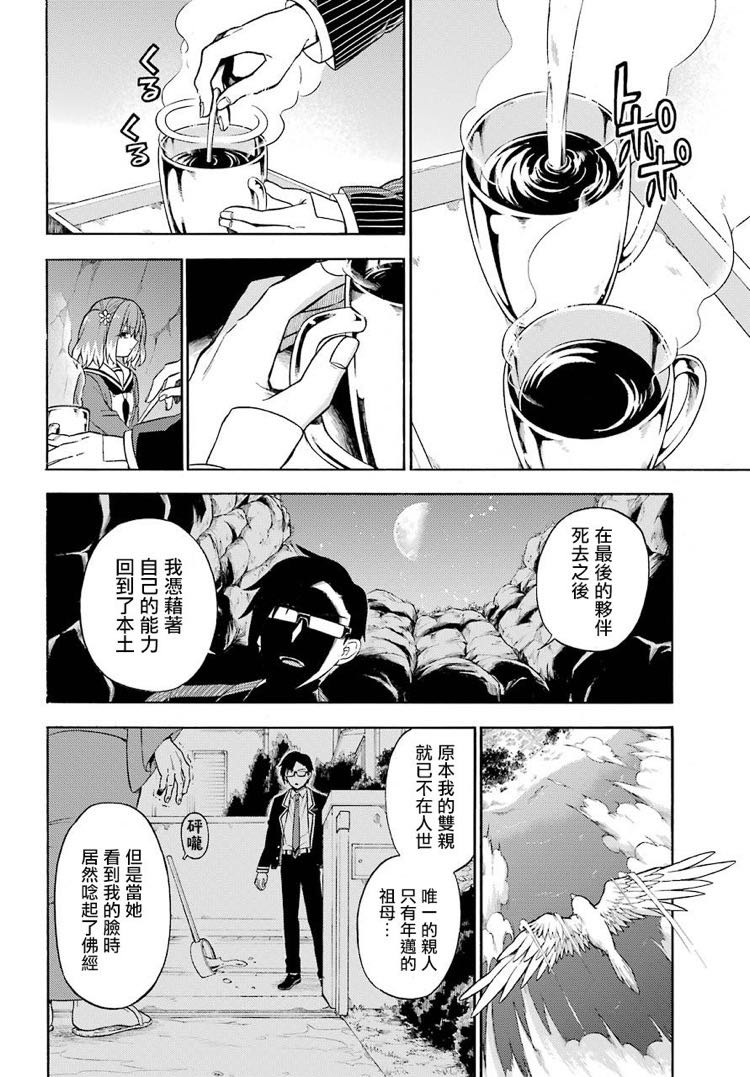 トポポポ
くるくる
在最後的夥伴
死去之後
我憑藉著
自己的能力
回到了本土
原本我的雙親
就已不在人世
唯一的親人
只有年邁的
祖母…
砰嚨
但是當她
看到我的臉時
居然唸起了佛經